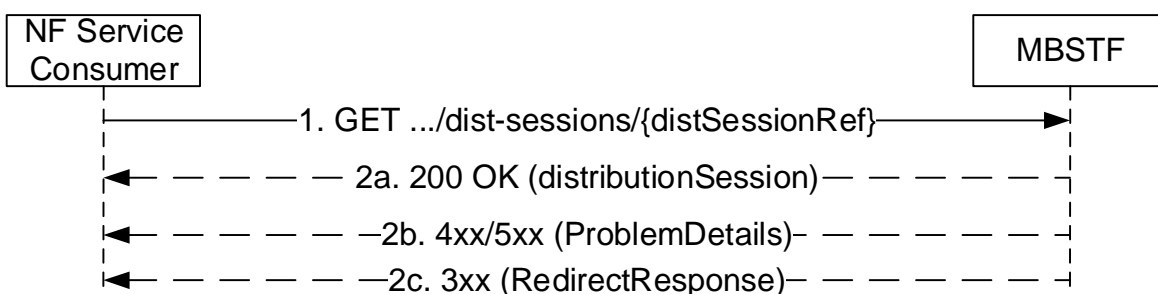 NF Service
Consumer
MBSTF
1. GET .../dist-sessions/{distSessionRef}
2a. 200 OK (distributionSession)
2b. 4xx/5xx (ProblemDetails)
2c. 3xx (RedirectResponse)